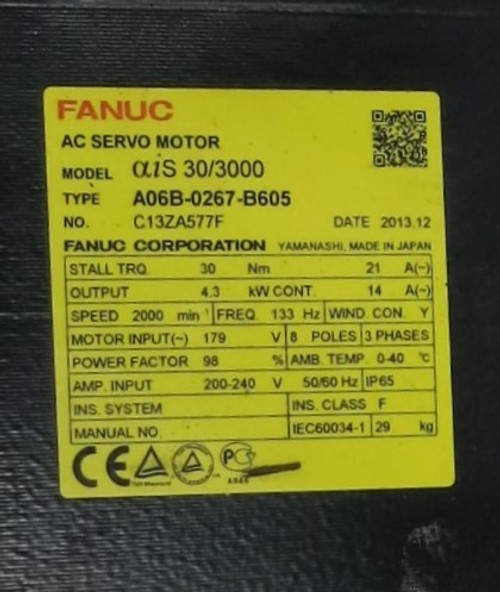 FANUC
AC SERVO MOTOR
MODEL αiS 30/3000
TYPE A06B-0267-B605
NO. C13ZA577F DATE 2013.12
FANUC CORPORATION YAMANASHI, MADE IN JAPAN
STALL TRQ. 30 Nm 21 A(~)
OUTPUT 4.3 kW CONT. 14 A(~)
SPEED 2000 min⁻¹ FREQ. 133 Hz WIND. CON. Y
MOTOR INPUT(~) 179 V 8 POLES 3 PHASES
POWER FACTOR 98 % AMB. TEMP. 0-40 ℃
AMP. INPUT 200-240 V 50/60 Hz IP65
INS. SYSTEM INS. CLASS F
MANUAL NO. IEC60034-1 29 kg
CE